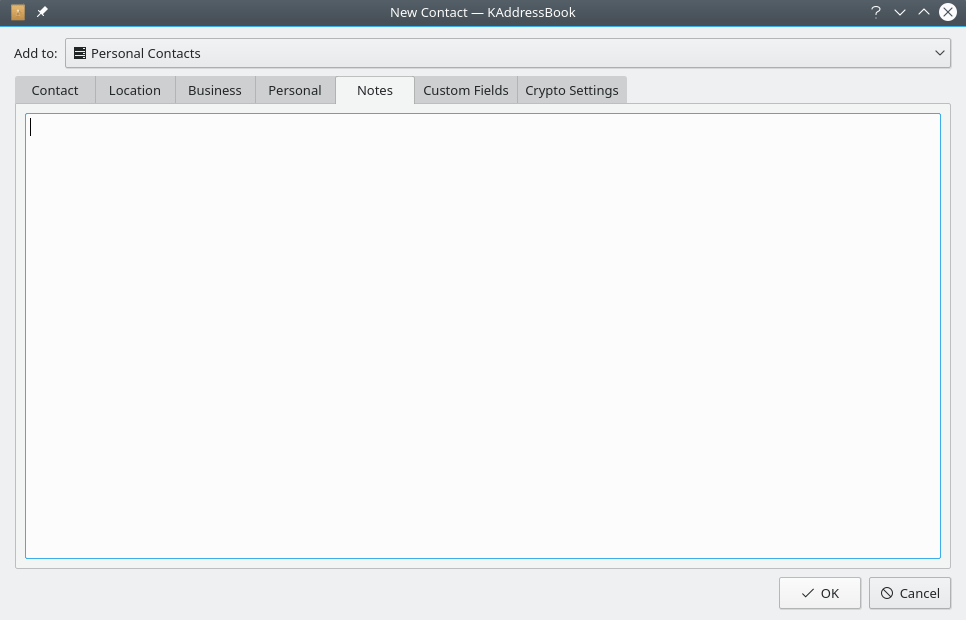 New Contact — KAddressBook
Add to: Personal Contacts
Contact Location Business Personal Notes Custom Fields Crypto Settings
OK Cancel